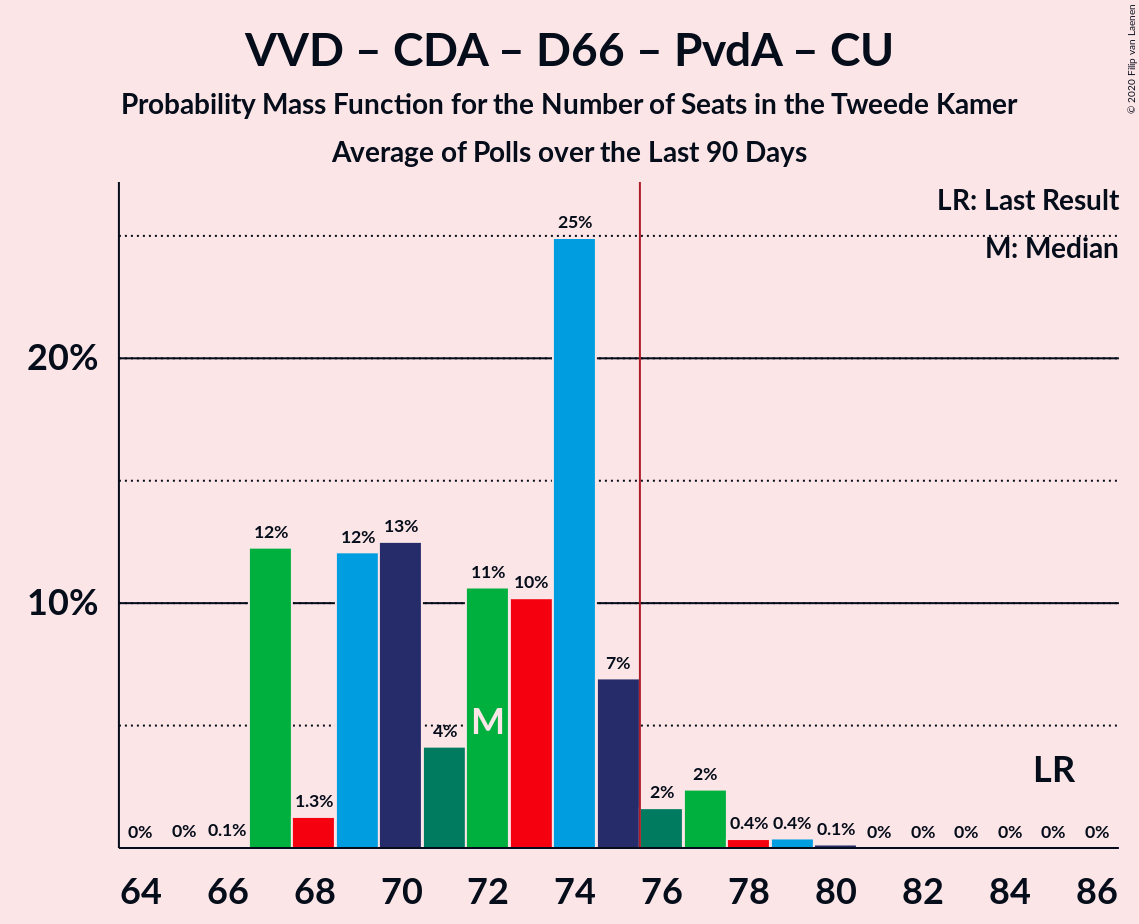 VVD – CDA – D66 – PvdA – CU
Probability Mass Function for the Number of Seats in the Tweede Kamer
Average of Polls over the Last 90 Days
© 2020 Filip van Laenen
LR: Last Result
M: Median
20%
10%
0% 0% 0.1% 12% 1.3% 12% 13% 4% 11% 10% 25% 7% 2% 2% 0.4% 0.4% 0.1% 0% 0% 0% 0% 0% 0%
M
LR
64 66 68 70 72 74 76 78 80 82 84 86